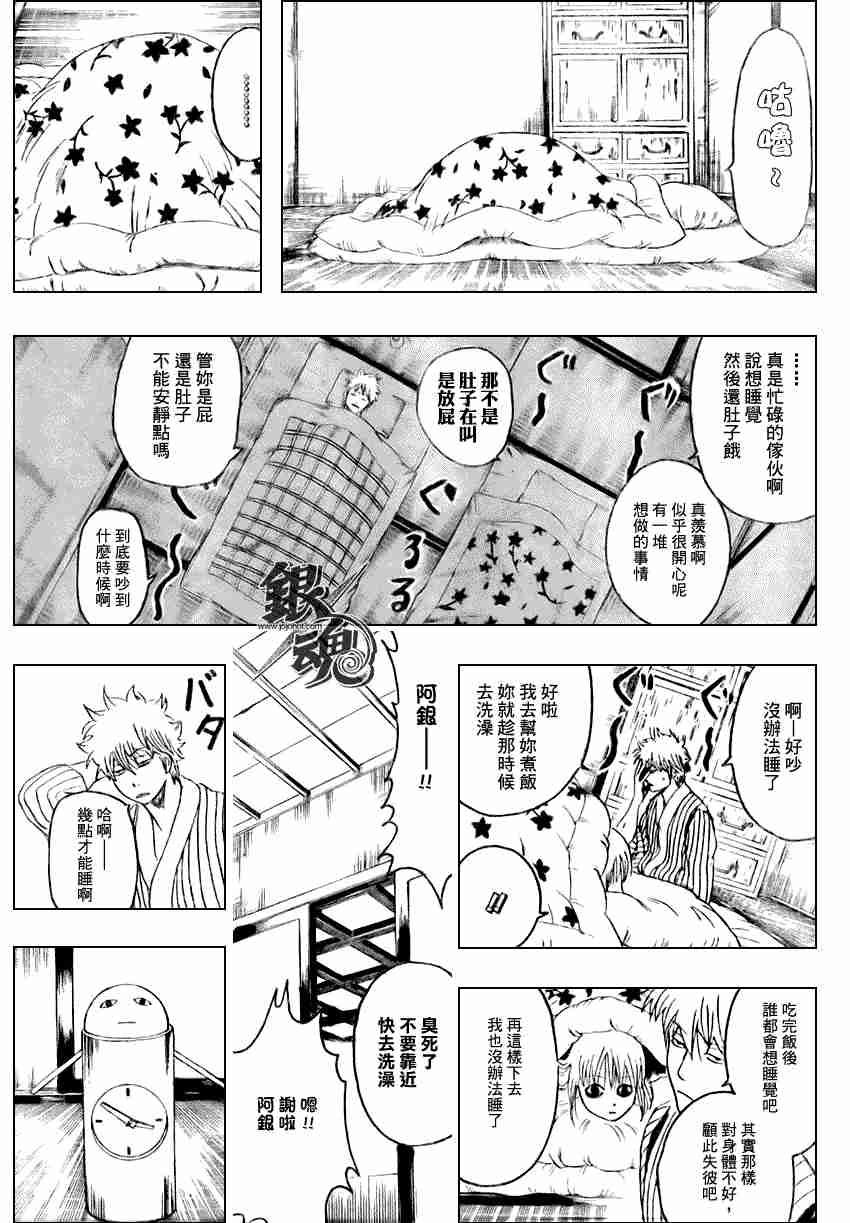 咕嚕~
………
……
真是忙碌的傢伙啊
說想睡覺
然後還肚子餓
真羨慕啊
似乎很開心呢
有一堆
想做的事情
那不是
肚子在叫
是放屁
管妳是屁
還是肚子
不能安靜點嗎
到底要吵到
什麼時候啊
ぐぐ
ぐ
ぐるる
銀魂
www.jojohot.com
啊—好吵
沒辦法睡了
好啦
我去幫妳煮飯
妳就趁那時候
去洗澡
!!
吃完飯後
誰都會想睡覺吧
其實那樣
對身體不好，
顧此失彼吧
再這樣下去
我也沒辦法睡了
阿銀——!!
臭死了
不要靠近
快去洗澡
嗯!!
謝啦
阿銀
バタ
哈啊——
幾點才能睡啊